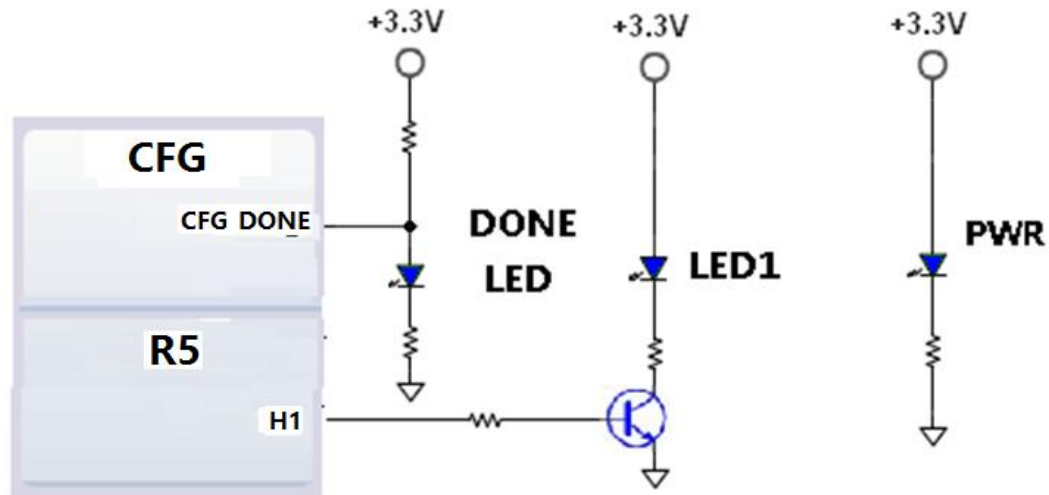 +3.3V
+3.3V
+3.3V
CFG
CFG DONE
DONE
LED
LED1
PWR
R5
H1